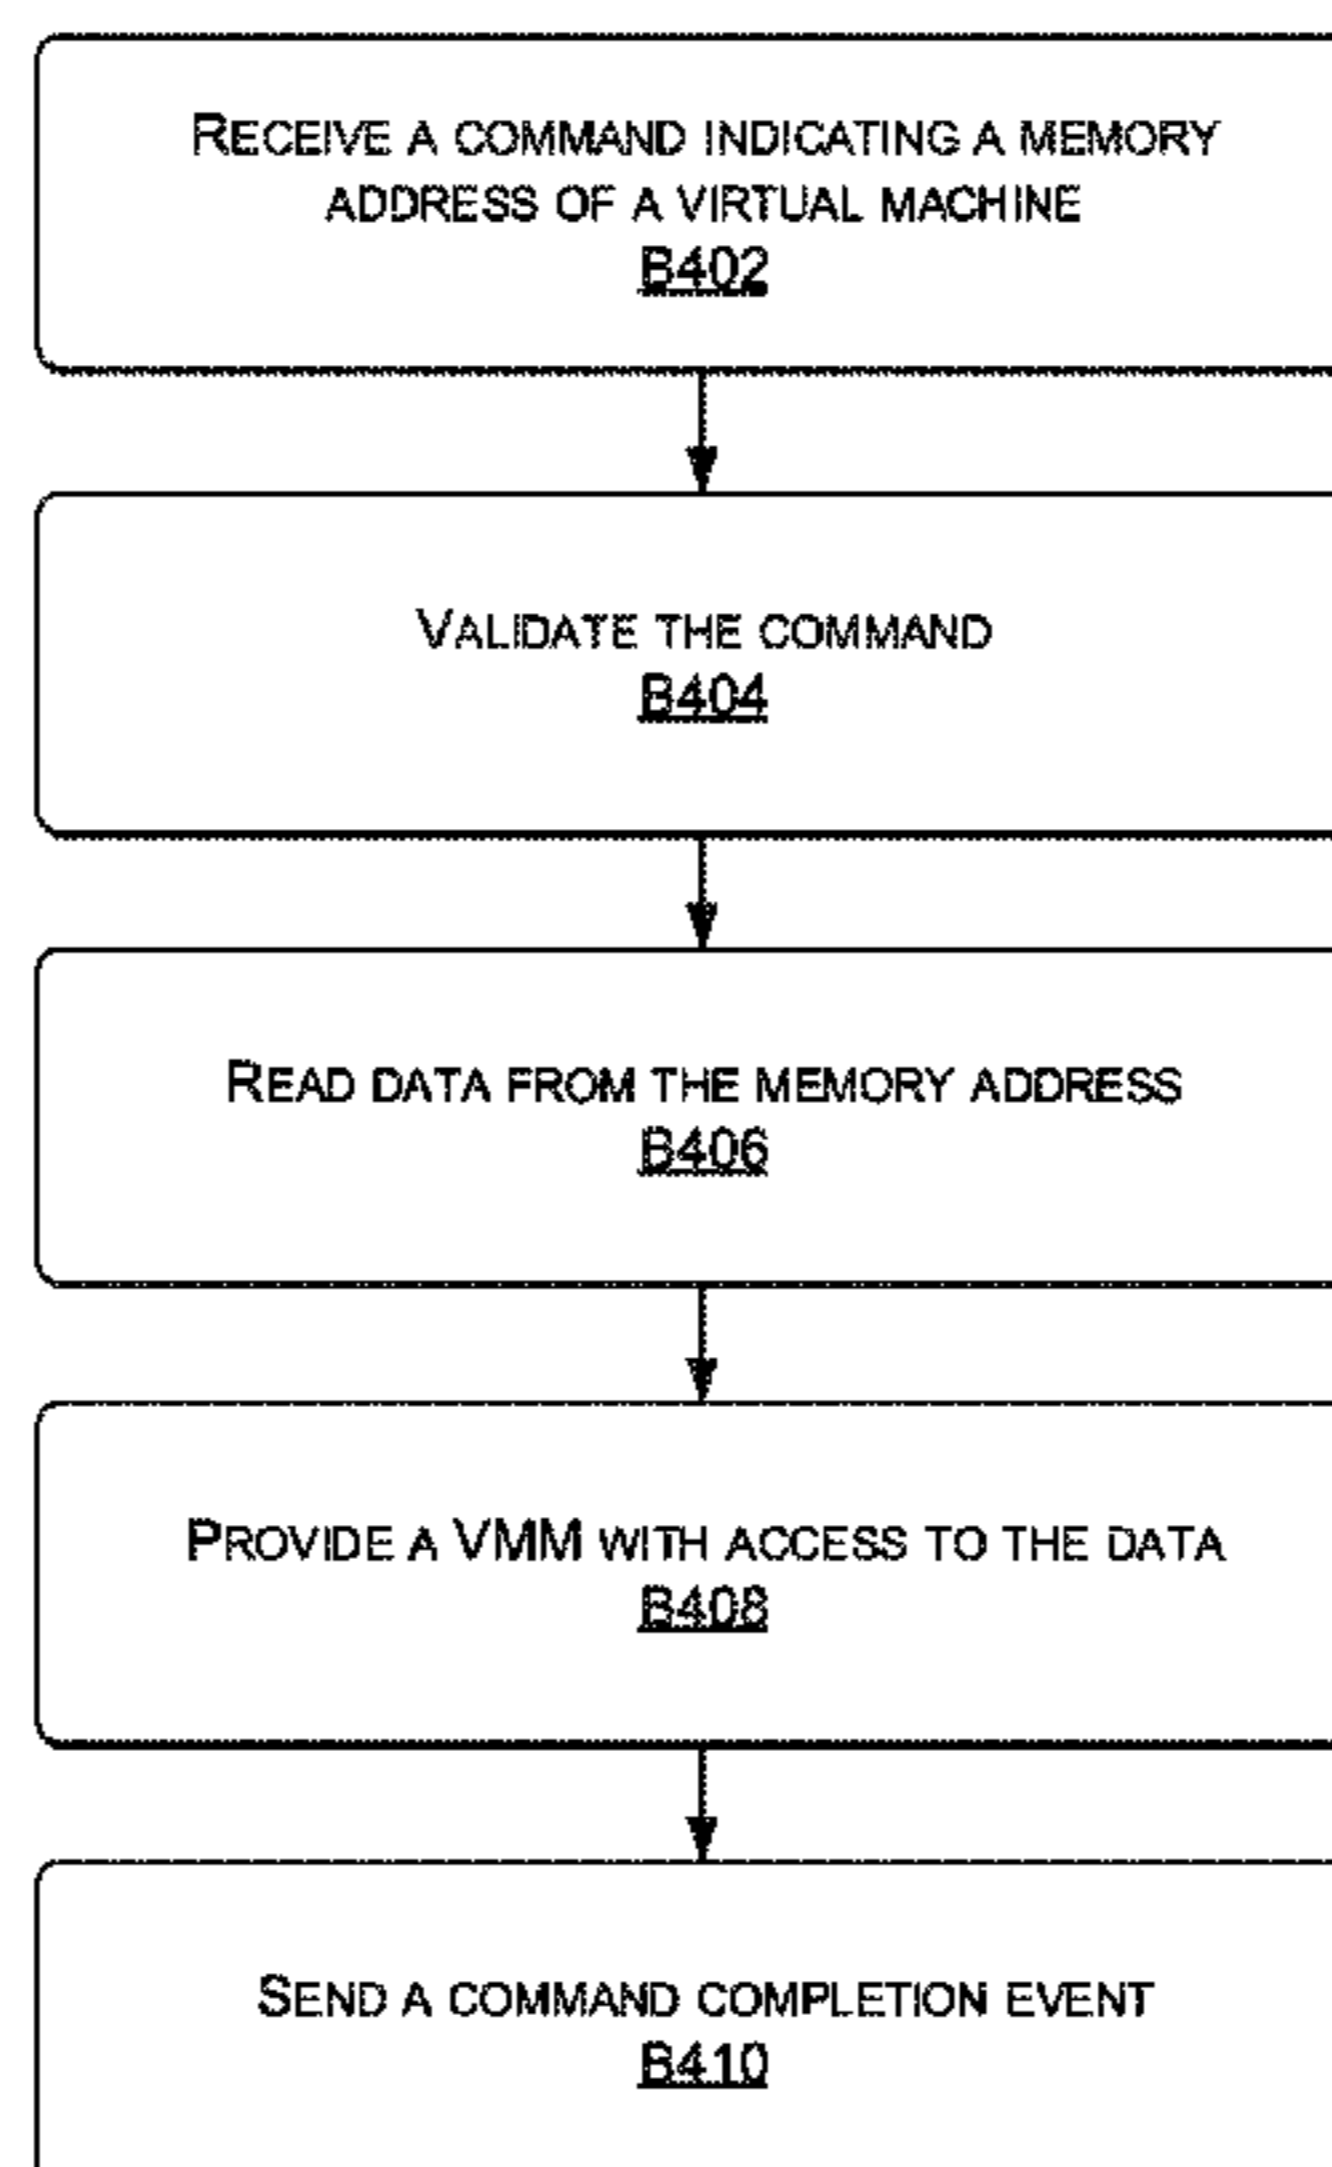 RECEIVE A COMMAND INDICATING A MEMORY
ADDRESS OF A VIRTUAL MACHINE
B402
VALIDATE THE COMMAND
B404
READ DATA FROM THE MEMORY ADDRESS
B406
PROVIDE A VMM WITH ACCESS TO THE DATA
B408
SEND A COMMAND COMPLETION EVENT
B410